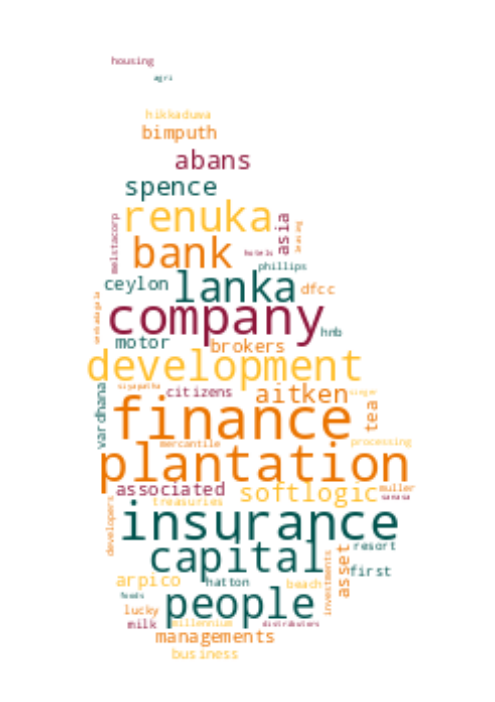 housing
agri
hikkaduwa
bimputh
abans
spence
renuka
asia
melstacorp
bank
hotels
phillips
ceylon
lanka
dfcc
company
hnb
motor
brokers
development
siyapatha
citizens
aitken
singer
vardhana
finance
tea
mercantile
processing
plantation
associated
softlogic
muller
sanasa
treasuries
developers
insurance
capital
asset
resort
first
arpico
hatton
beach
investments
foods
people
lucky
milk
millennium
distributors
managements
business